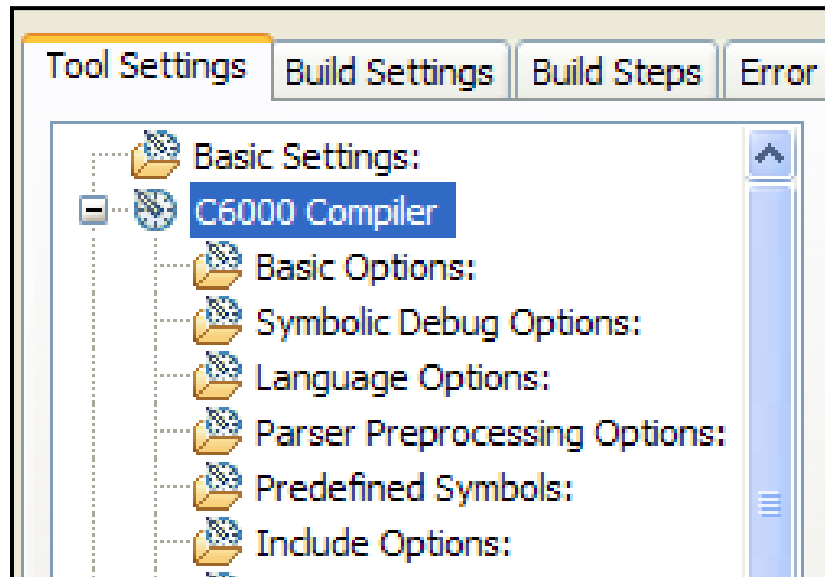 Tool Settings Build Settings Build Steps Error
Basic Settings:
C6000 Compiler
Basic Options:
Symbolic Debug Options:
Language Options:
Parser Preprocessing Options:
Predefined Symbols:
Include Options: